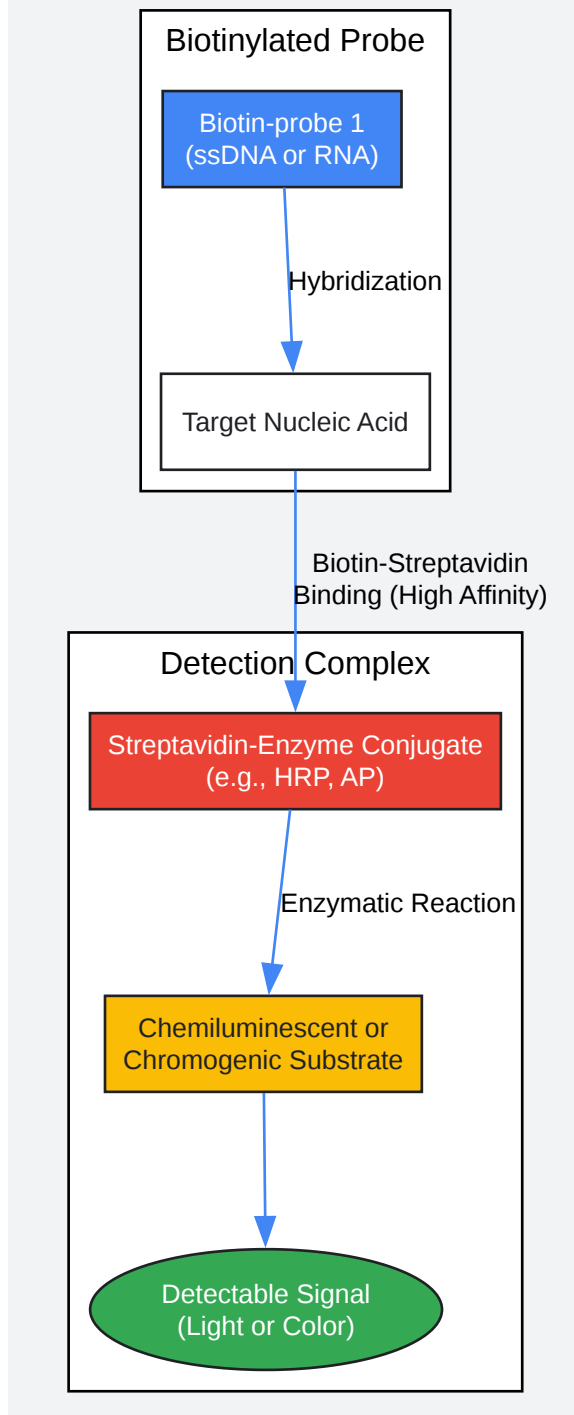 Biotinylated Probe
Biotin-probe 1
(ssDNA or RNA)
Hybridization
Target Nucleic Acid
Biotin-Streptavidin
Binding (High Affinity)
Detection Complex
Streptavidin-Enzyme Conjugate
(e.g., HRP, AP)
Enzymatic Reaction
Chemiluminescent or
Chromogenic Substrate
Detectable Signal
(Light or Color)